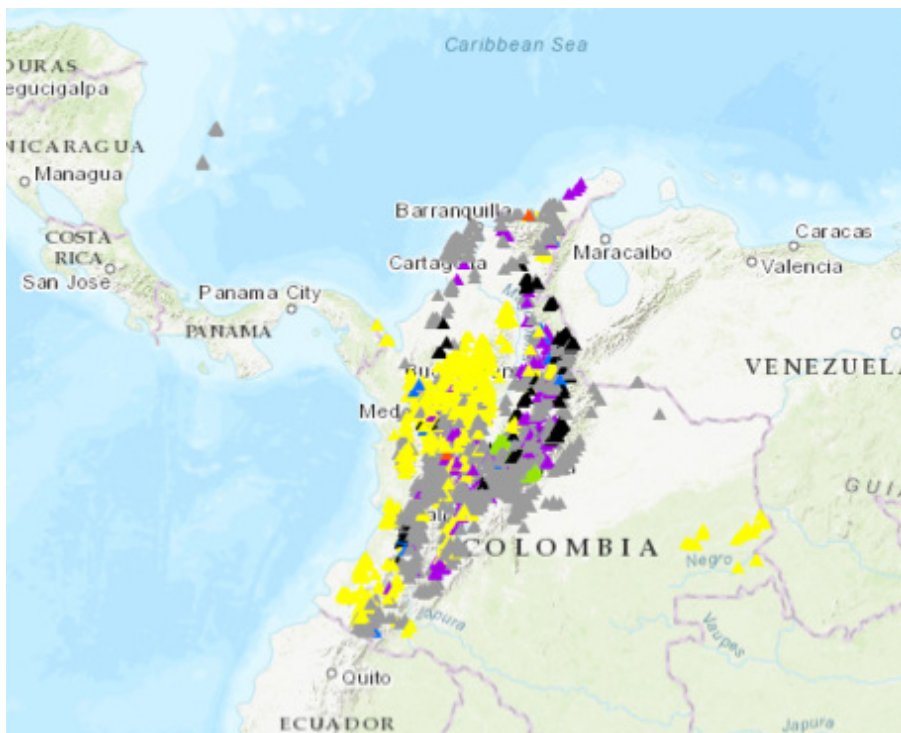 Caribbean Sea
DURAS
egucigalpa
NICARAGUA
Managua
Barranquilla
COSTA
RICA
San Jose
Cartagena
Maracaibo
Caracas
Valencia
Panama City
PANAMA
VENEZUELA
Med
GUIA
COLOMBIA
Negro
Japura
Vaupes
Quito
ECUADOR
Japura